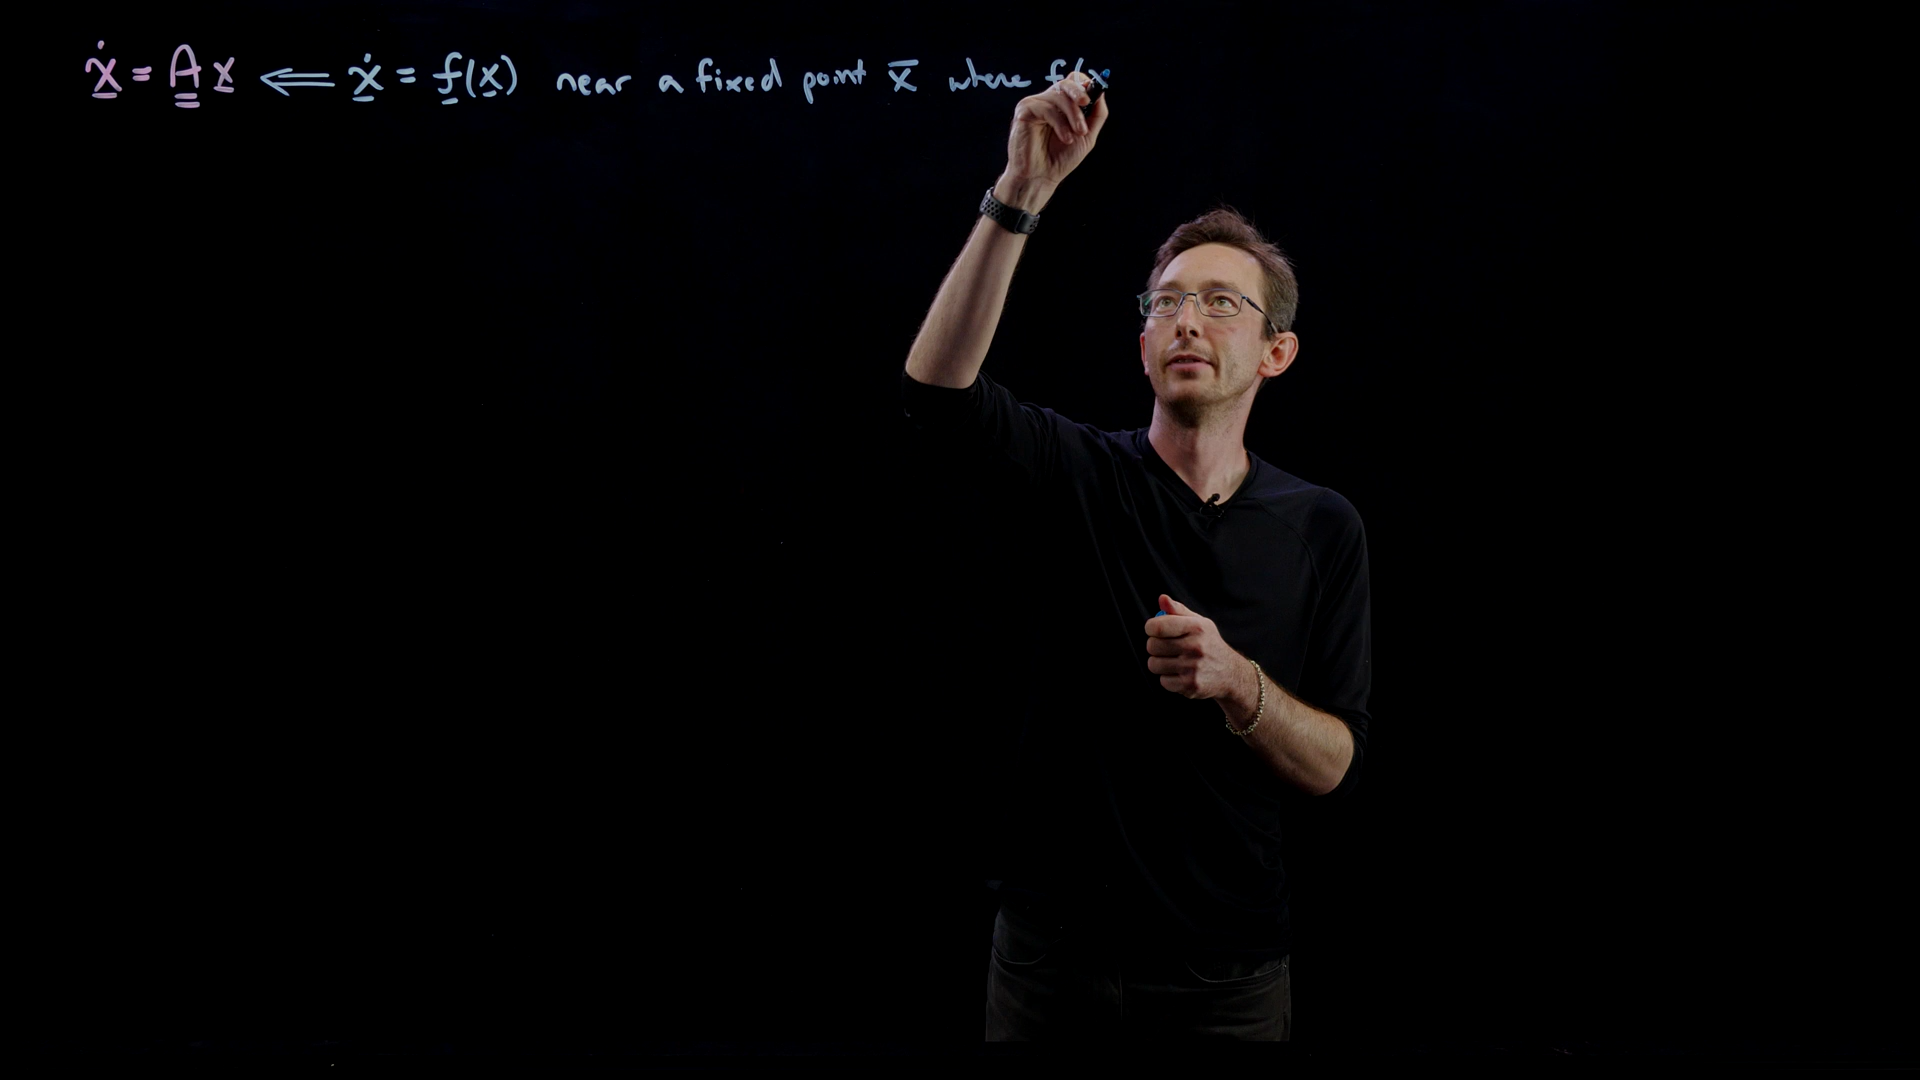 ẋ = A x ⟸ ẋ = f(x) near a fixed point x̄ where f(x